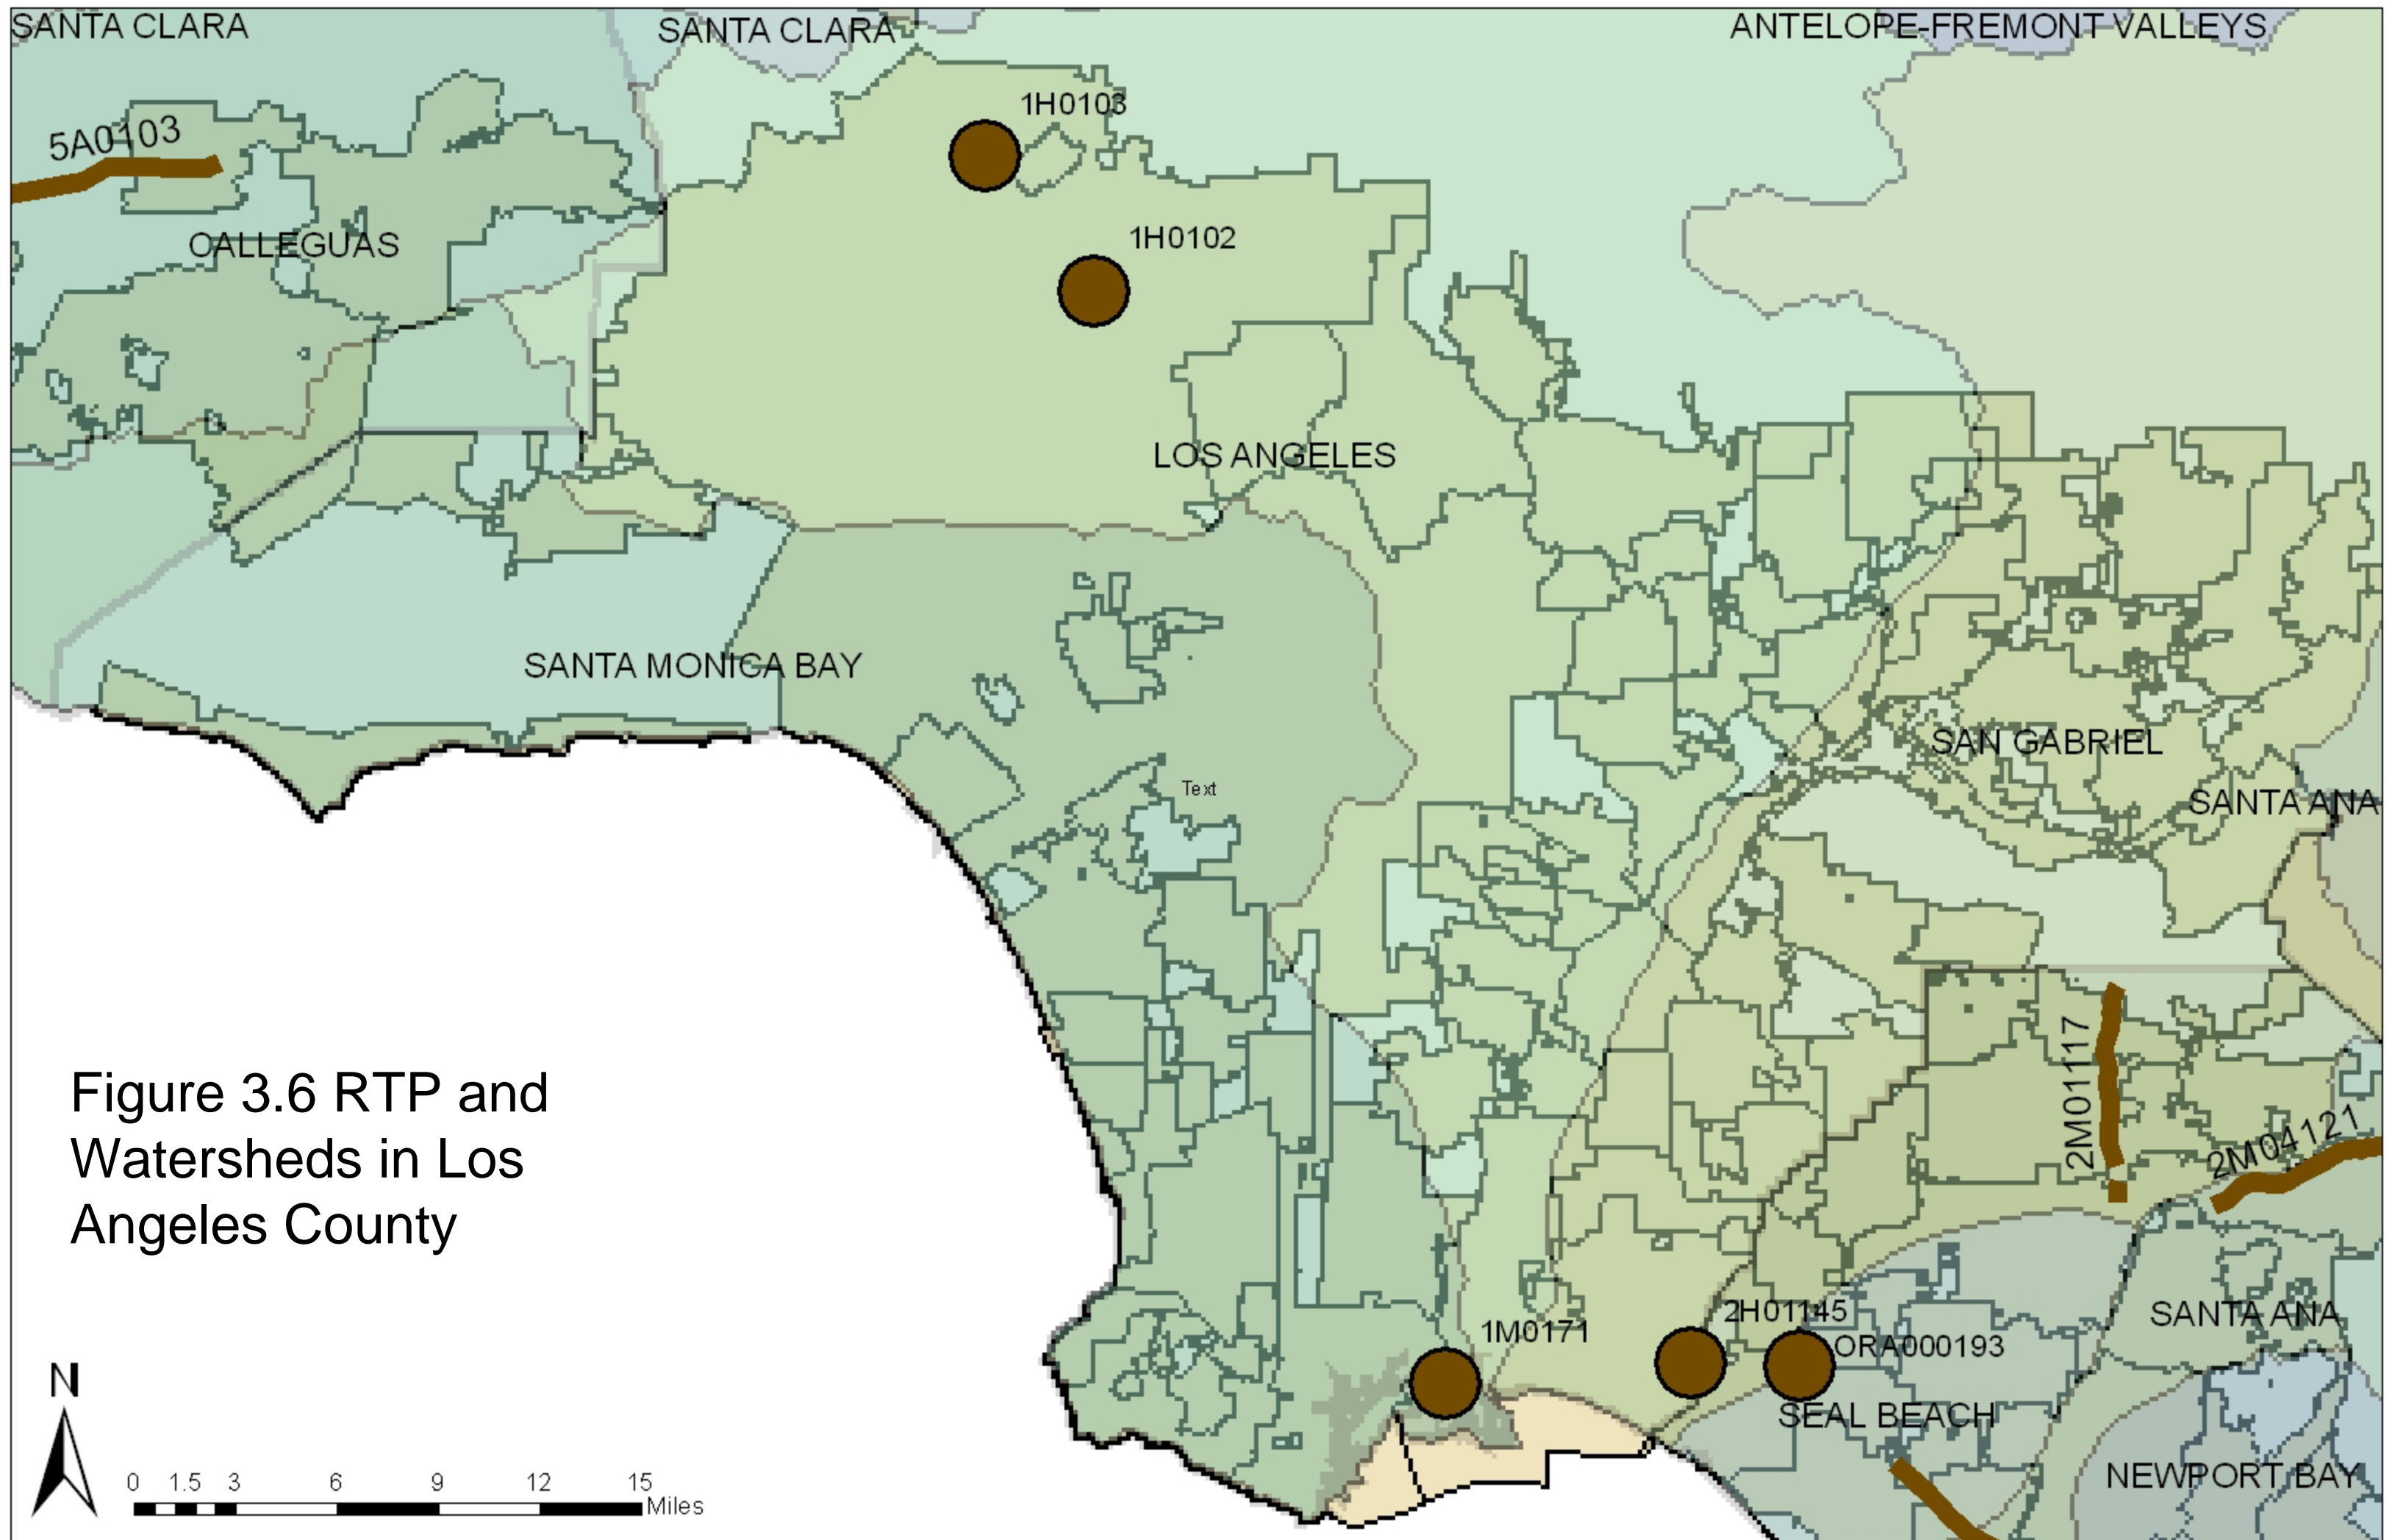 SANTA CLARA
SANTA CLARA
ANTELOPE-FREMONT VALLEYS
1H0103
5A0103
1H0102
CALLEGUAS
LOS ANGELES
SANTA MONICA BAY
SAN GABRIEL
Text
SANTA ANA
2M01117
Figure 3.6 RTP and
Watersheds in Los
Angeles County
2M04121
2H01145
SANTA ANA
1M0171
ORA000193
SEAL BEACH
N
NEWPORT BAY
0 1.5 3 6 9 12 15
Miles